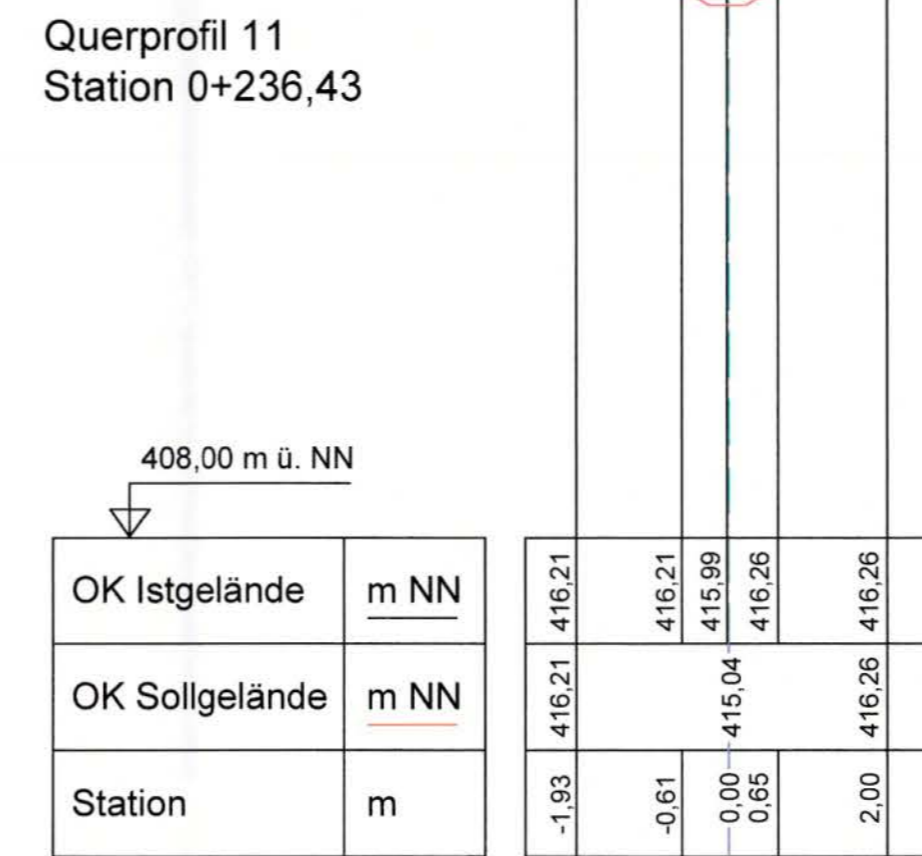 Querprofil 11
Station 0+236,43
408,00 m ü. NN
OK Istgelände m NN 416,21 416,21 415,99 416,26 416,26
OK Sollgelände m NN 416,21 415,04 416,26
Station m -1,93 -0,61 0,00 0,65 2,00